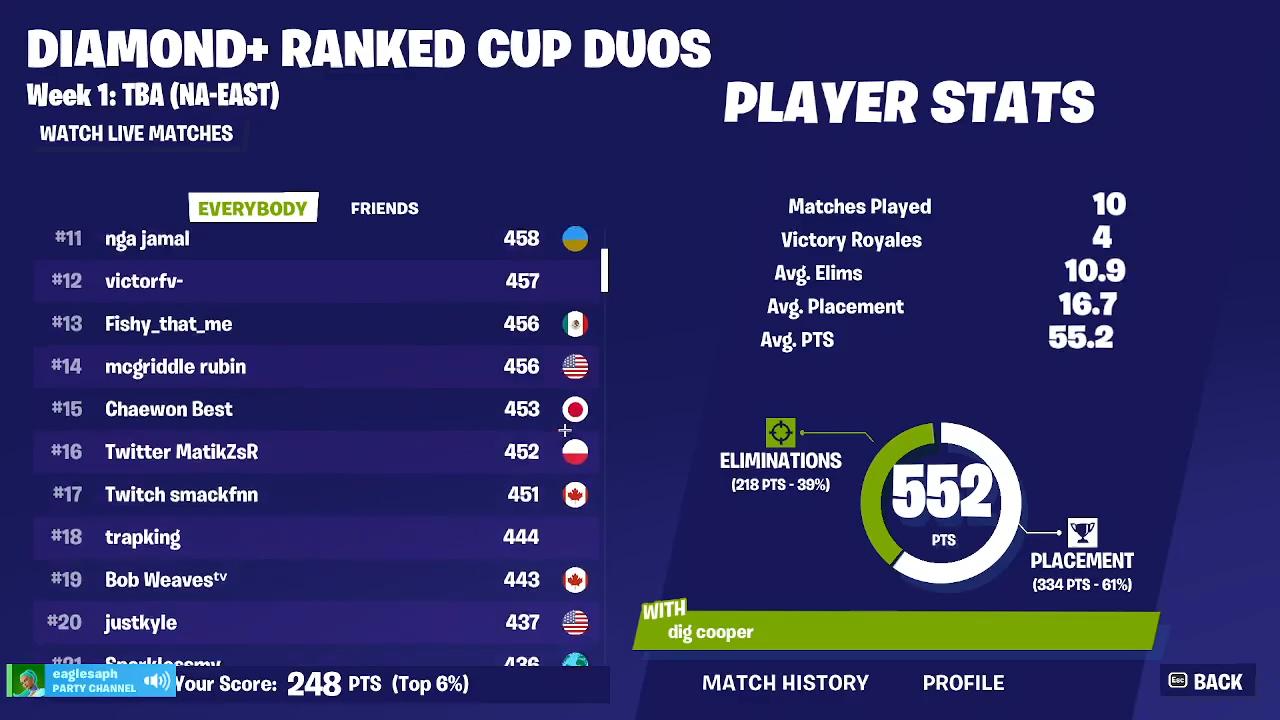 DIAMOND+ RANKED CUP DUOS
Week 1: TBA (NA-EAST)
WATCH LIVE MATCHES
EVERYBODY FRIENDS
#11 nga jamal 458
#12 victorfv- 457
#13 Fishy_that_me 456
#14 mcgriddle rubin 456
#15 Chaewon Best 453
#16 Twitter MatikZsR 452
#17 Twitch smackfnn 451
#18 trapking 444
#19 Bob Weavesᵗᵛ 443
#20 justkyle 437
#21 Sparklessmy 436
eaglesaph
PARTY CHANNEL
Your Score: 248 PTS (Top 6%)
PLAYER STATS
Matches Played 10
Victory Royales 4
Avg. Elims 10.9
Avg. Placement 16.7
Avg. PTS 55.2
ELIMINATIONS
(218 PTS - 39%)
552
PTS
PLACEMENT
(334 PTS - 61%)
WITH
dig cooper
MATCH HISTORY PROFILE
Esc BACK